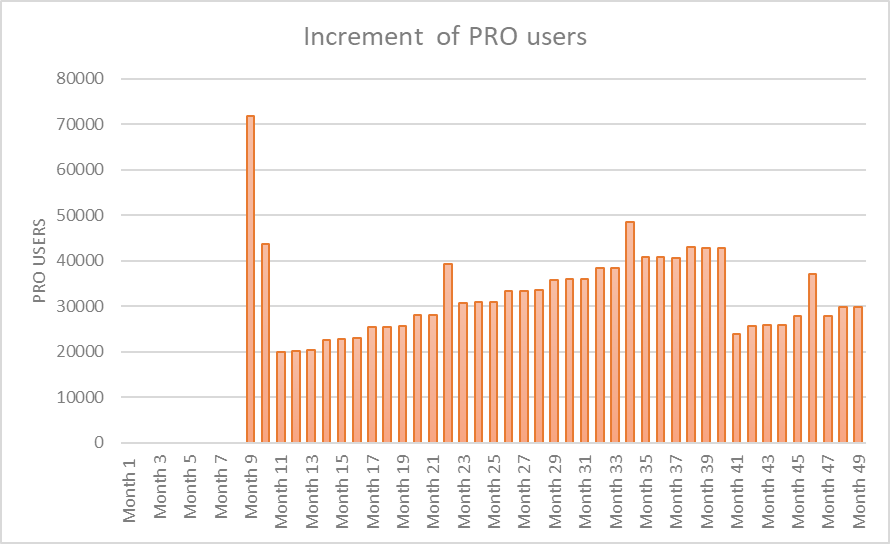 Increment of PRO users
80000
70000
60000
50000
40000
30000
20000
10000
0
PRO USERS
Month 1
Month 3
Month 5
Month 7
Month 9
Month 11
Month 13
Month 15
Month 17
Month 19
Month 21
Month 23
Month 25
Month 27
Month 29
Month 31
Month 33
Month 35
Month 37
Month 39
Month 41
Month 43
Month 45
Month 47
Month 49